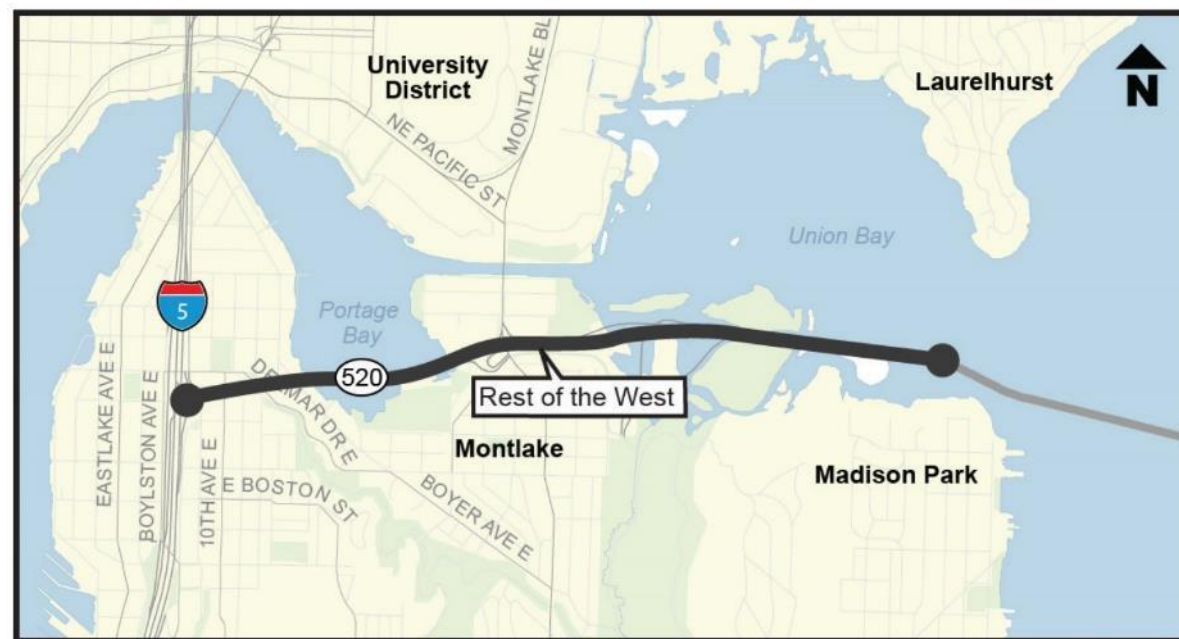 University
District
MONTLAKE BL
Laurelhurst
N
NE PACIFIC ST
Union Bay
5
Portage
Bay
520
Rest of the West
EASTLAKE AVE E
BOYLSTON AVE E
10TH AVE E
DELMAR DR E
Montlake
E BOSTON ST
BOYER AVE E
Madison Park